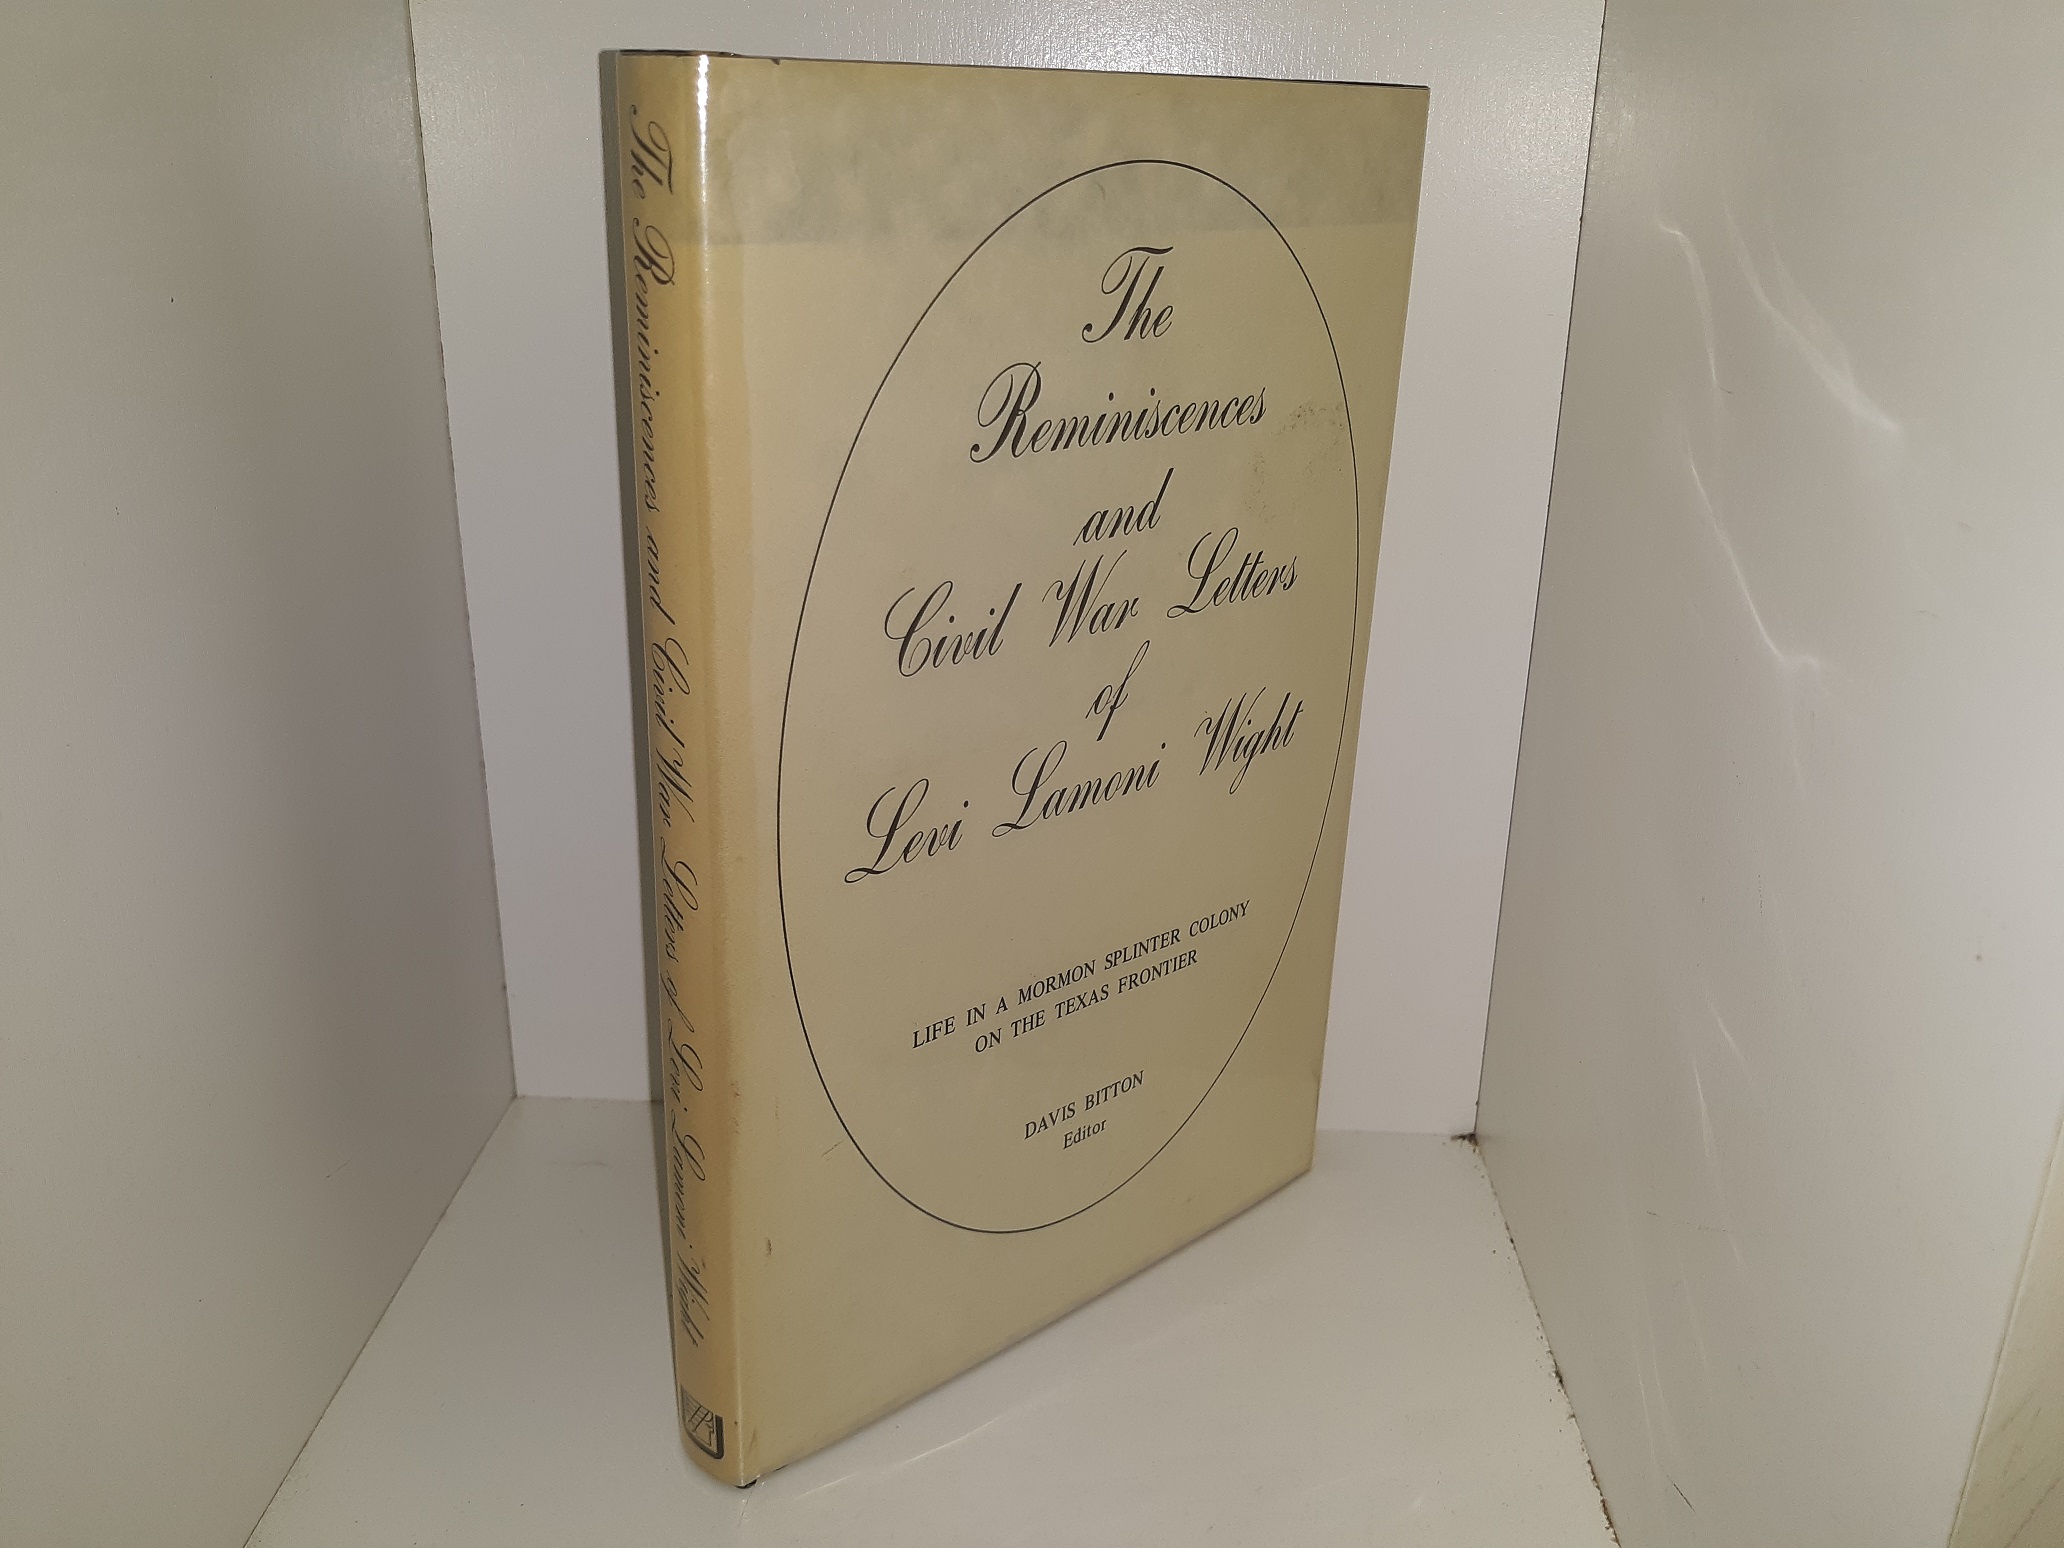 The Reminiscences and Civil War Letters of Levi Lamoni Wight
The
Reminiscences
and
Civil War Letters
of
Levi Lamoni Wight
LIFE IN A MORMON SPLINTER COLONY
ON THE TEXAS FRONTIER
DAVIS BITTON
Editor